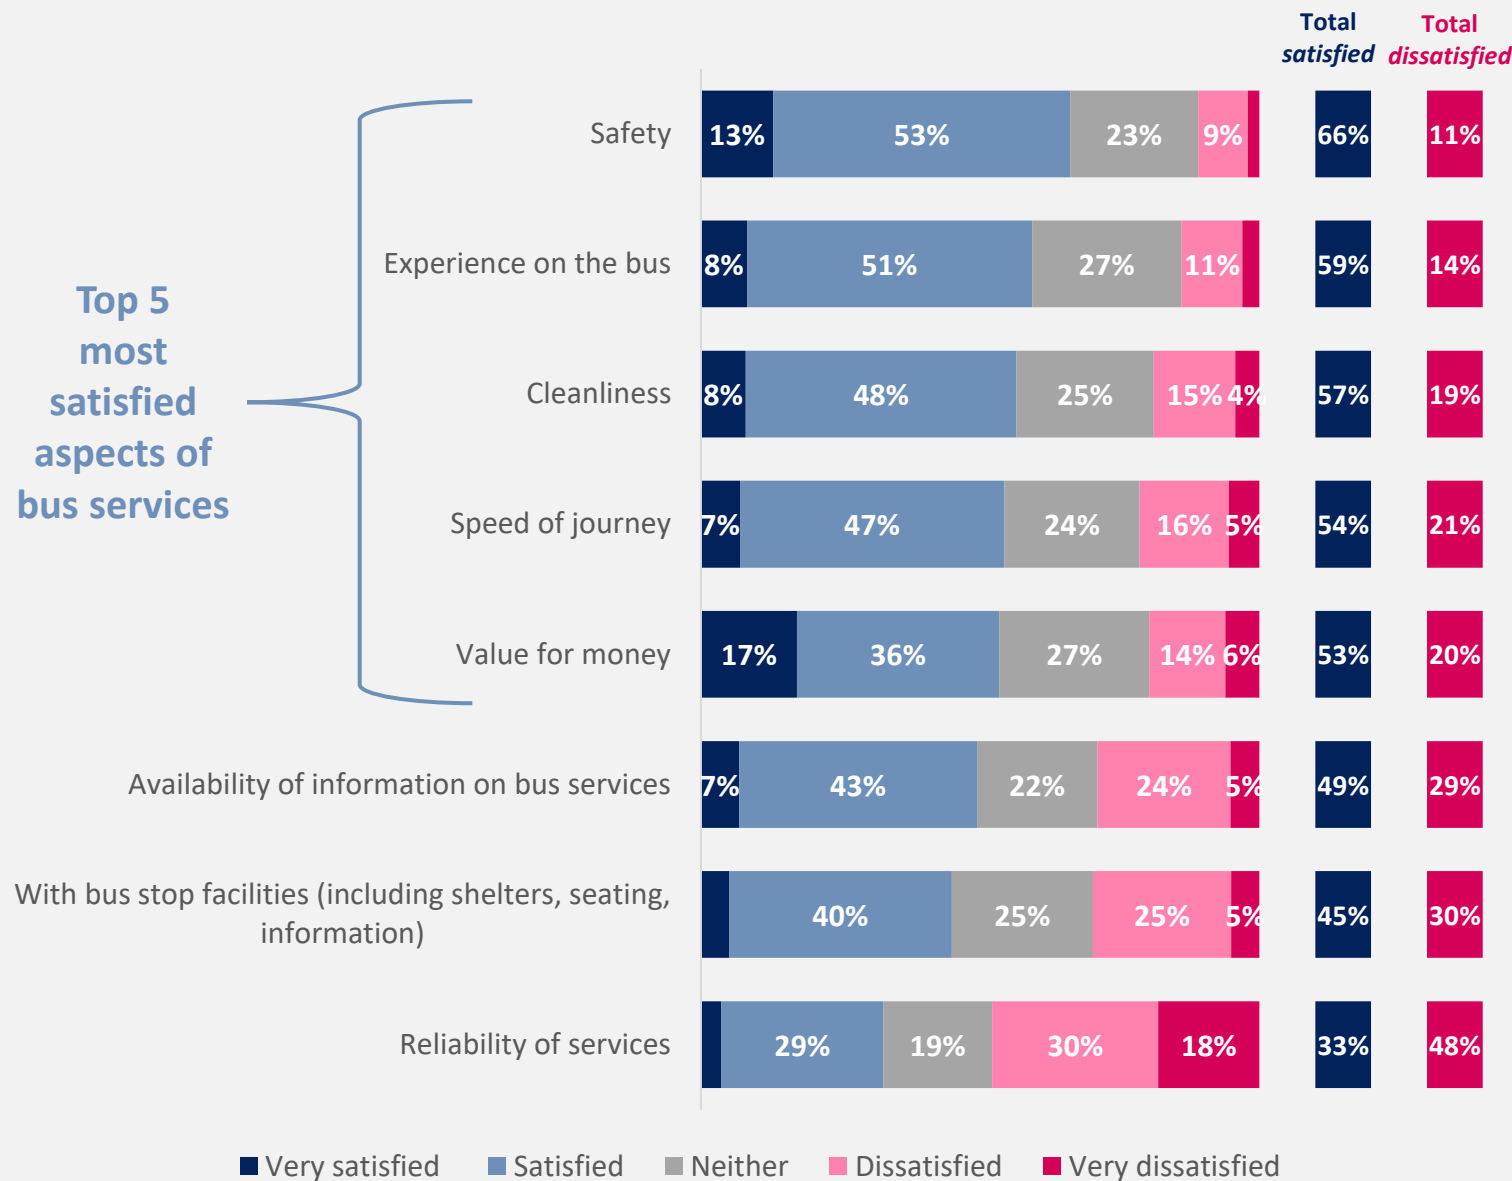 Total
satisfied
Total
dissatisfied
Top 5
most
satisfied
aspects of
bus services
Safety
13% 53% 23% 9% 66% 11%
Experience on the bus
8% 51% 27% 11% 59% 14%
Cleanliness
8% 48% 25% 15% 4% 57% 19%
Speed of journey
7% 47% 24% 16% 5% 54% 21%
Value for money
17% 36% 27% 14% 6% 53% 20%
Availability of information on bus services
7% 43% 22% 24% 5% 49% 29%
With bus stop facilities (including shelters, seating,
information)
40% 25% 25% 5% 45% 30%
Reliability of services
29% 19% 30% 18% 33% 48%
Very satisfied Satisfied Neither Dissatisfied Very dissatisfied